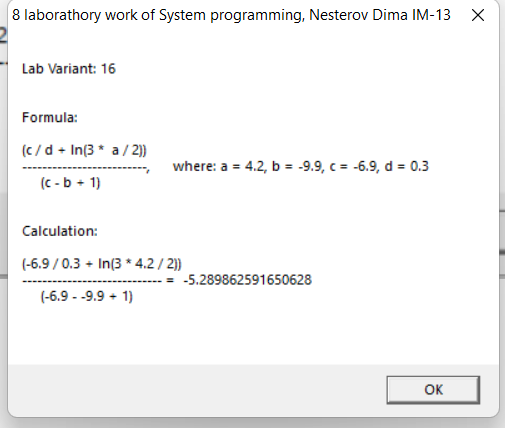 8 laborathory work of System programming, Nesterov Dima IM-13
Lab Variant: 16
Formula:
(c / d + ln(3 * a / 2))
-------------------------, where: a = 4.2, b = -9.9, c = -6.9, d = 0.3
(c - b + 1)
Calculation:
(-6.9 / 0.3 + ln(3 * 4.2 / 2))
---------------------------- = -5.289862591650628
(-6.9 - -9.9 + 1)
OK